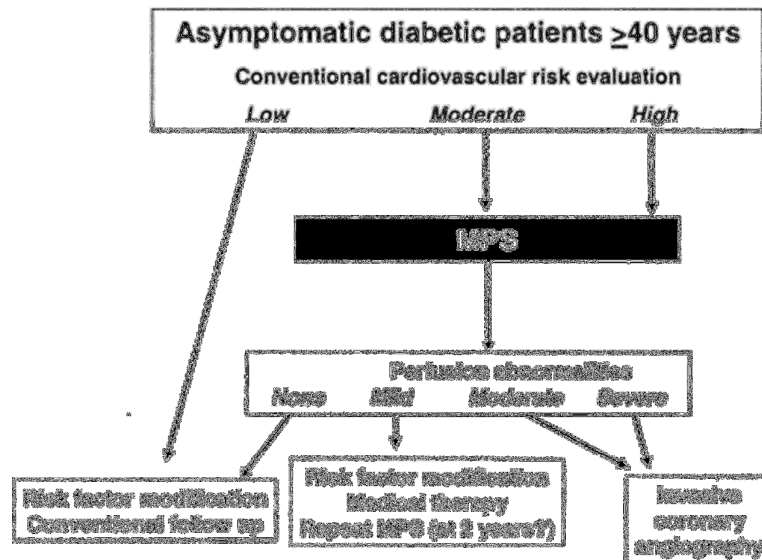 Asymptomatic diabetic patients ≥40 years
Conventional cardiovascular risk evaluation
Low Moderate High
MPS
Perfusion abnormalities
None Mild Moderate Severe
Risk factor modification
Conventional follow up
Risk factor modification
Medical therapy
Repeat MPS (at 2 years?)
Invasive
coronary
angiography